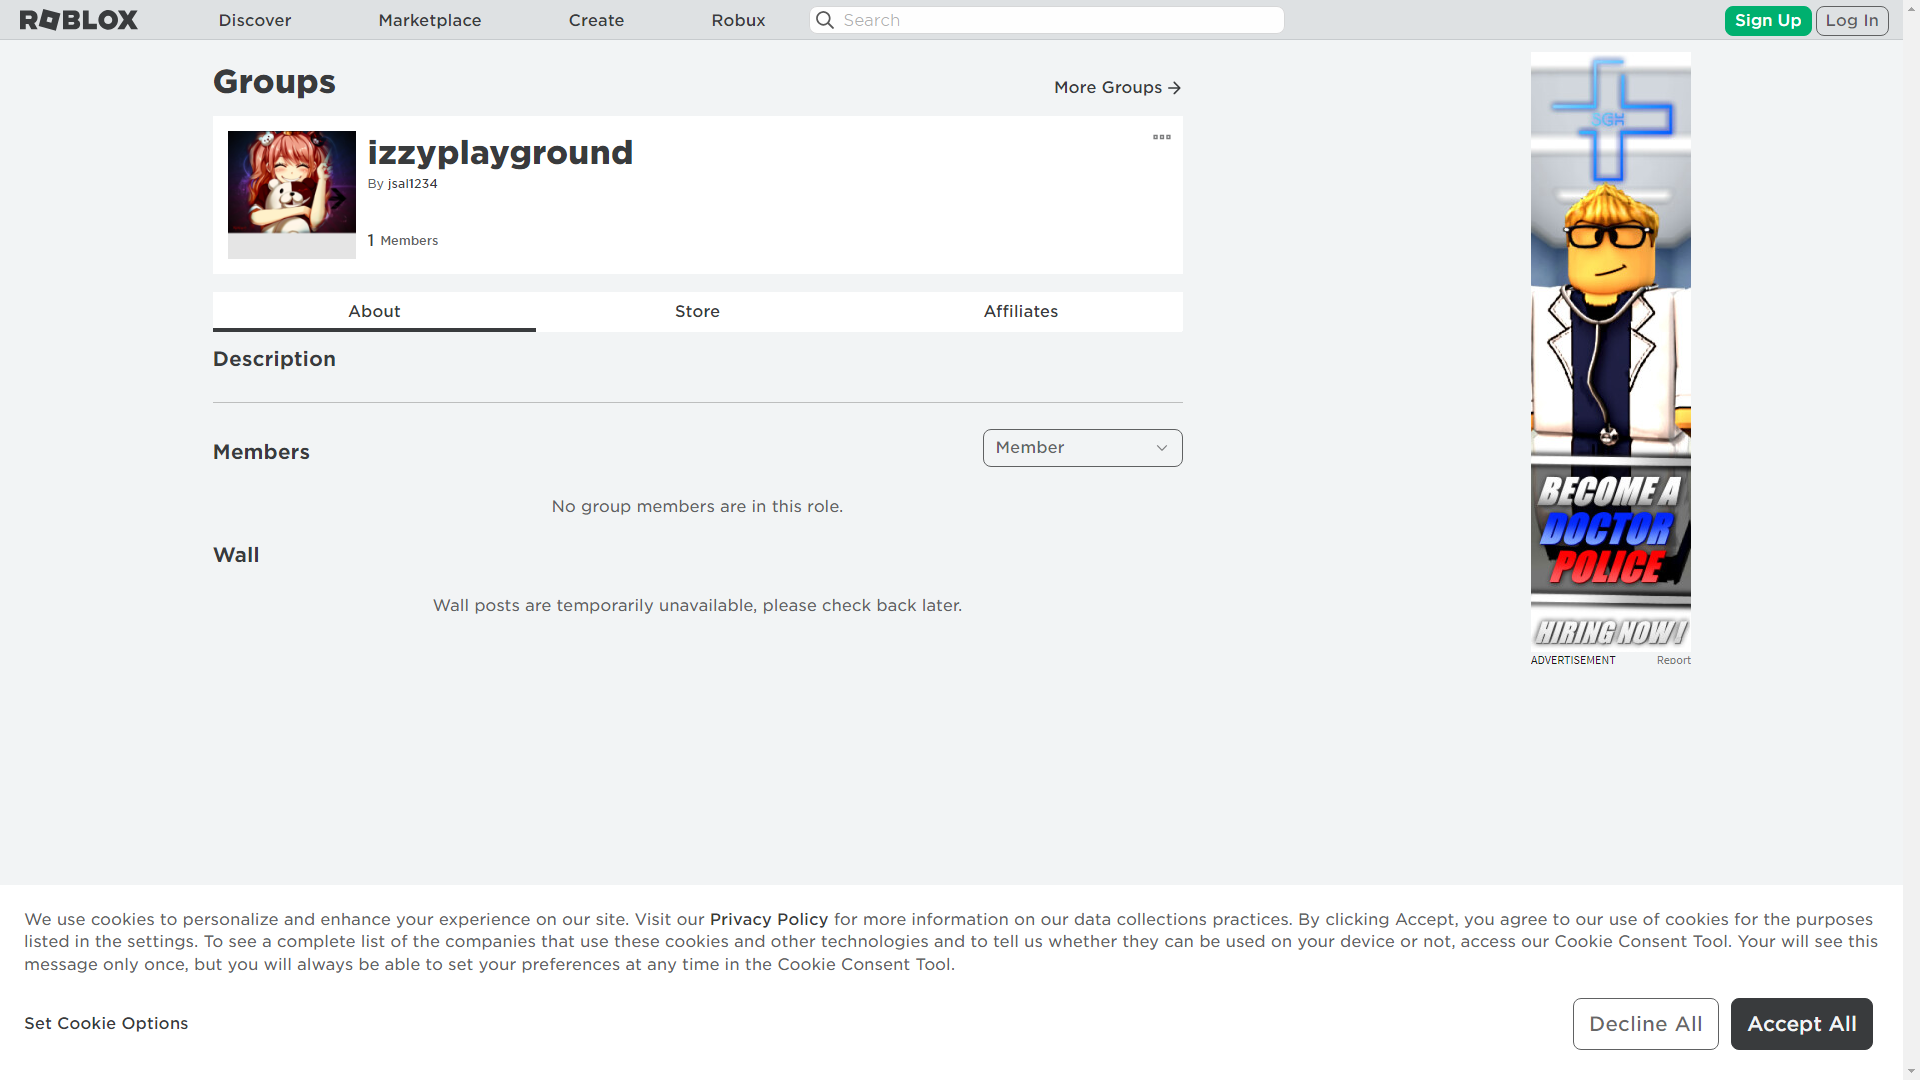 ROBLOX
Discover
Marketplace
Create
Robux
Search
Sign Up
Log In
Groups
More Groups
izzyplayground
By jsal1234
1 Members
About
Store
Affiliates
Description
Members
Member
No group members are in this role.
Wall
Wall posts are temporarily unavailable, please check back later.
SGH
BECOME A
DOCTOR
POLICE
HIRING NOW!
ADVERTISEMENT
Report
We use cookies to personalize and enhance your experience on our site. Visit our Privacy Policy for more information on our data collections practices. By clicking Accept, you agree to our use of cookies for the purposes
listed in the settings. To see a complete list of the companies that use these cookies and other technologies and to tell us whether they can be used on your device or not, access our Cookie Consent Tool. Your will see this
message only once, but you will always be able to set your preferences at any time in the Cookie Consent Tool.
Set Cookie Options
Decline All
Accept All